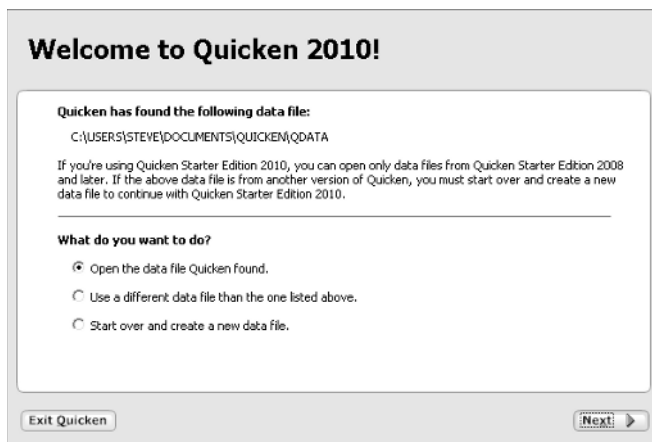 Welcome to Quicken 2010!
Quicken has found the following data file:
C:\USERS\STEVE\DOCUMENTS\QUICKEN\QDATA
If you're using Quicken Starter Edition 2010, you can open only data files from Quicken Starter Edition 2008
and later. If the above data file is from another version of Quicken, you must start over and create a new
data file to continue with Quicken Starter Edition 2010.
What do you want to do?
Open the data file Quicken found.
Use a different data file than the one listed above.
Start over and create a new data file.
Exit Quicken
Next